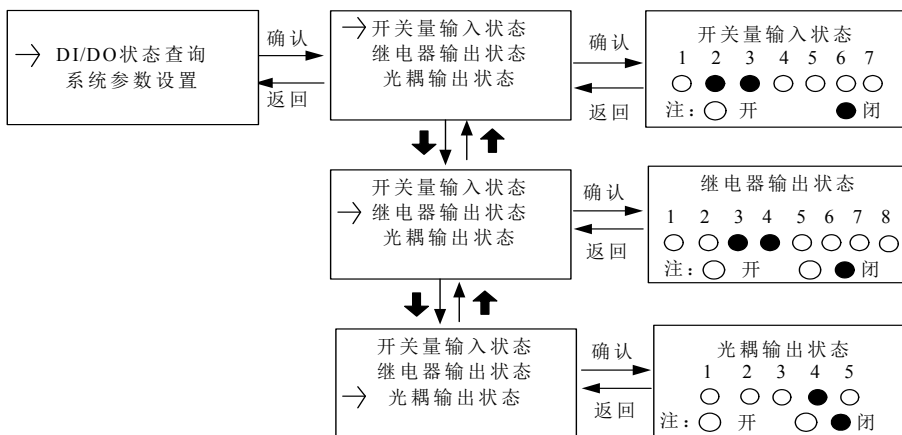 → DI/DO状态查询
系统参数设置
确认
返回
→ 开关量输入状态
继电器输出状态
光耦输出状态
确认
返回
开关量输入状态
1 2 3 4 5 6 7
注: 开 闭
开关量输入状态
→ 继电器输出状态
光耦输出状态
确认
返回
继电器输出状态
1 2 3 4 5 6 7 8
注: 开 闭
开关量输入状态
继电器输出状态
→ 光耦输出状态
确认
返回
光耦输出状态
1 2 3 4 5
注: 开 闭